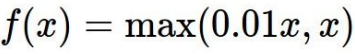 f(x) = max(0.01x, x)